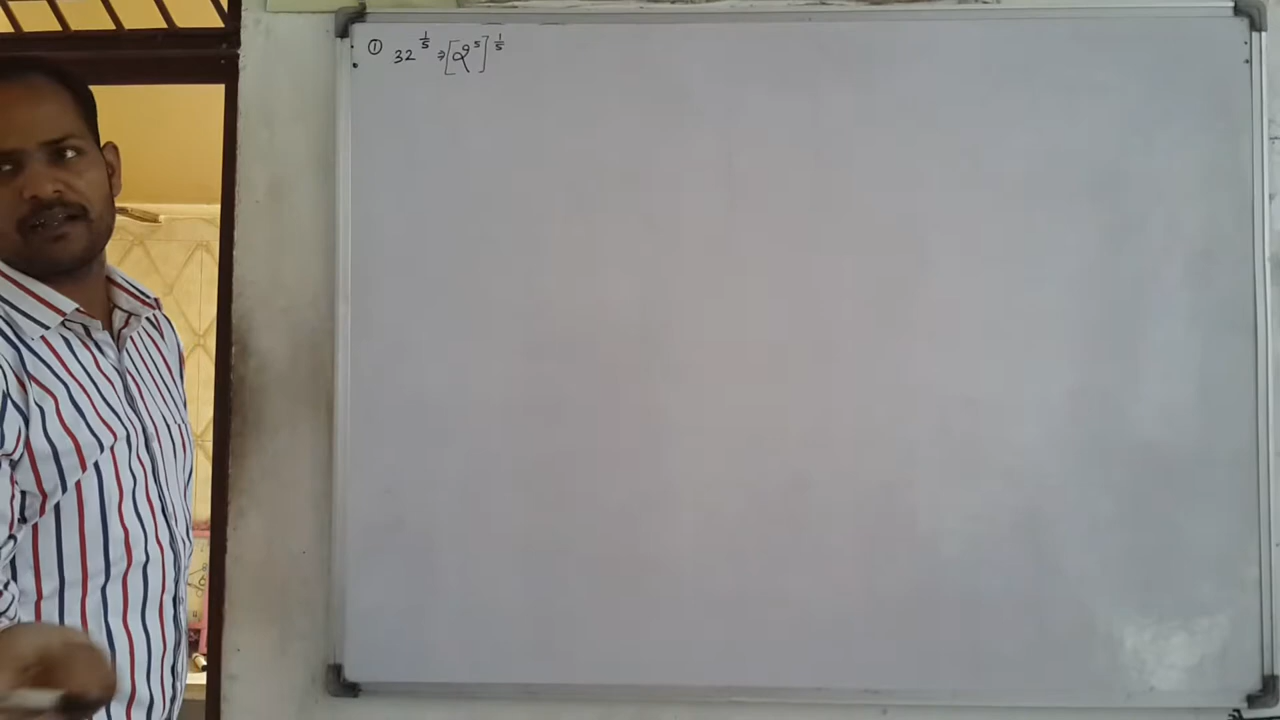 ① 32^(1/5) ⇒ [2^5]^(1/5)